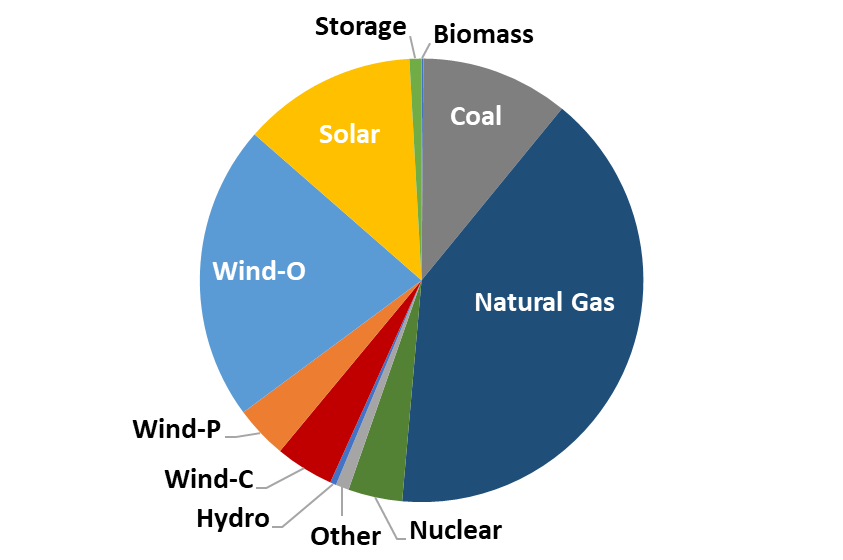 Storage
Biomass
Coal
Solar
Wind-O
Natural Gas
Wind-P
Wind-C
Hydro
Other
Nuclear